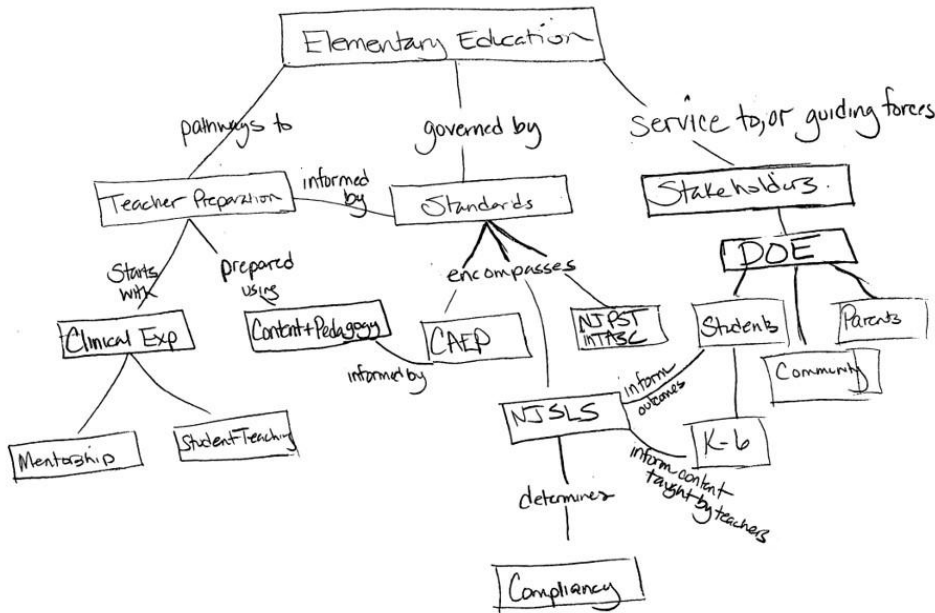 Elementary Education
pathways to
governed by
service to, or guiding forces
Teacher Preparation
informed
by
Standards
Stakeholders.
DOE
Starts
with
prepared
using
encompasses
Clinical Exp
Content+Pedagogy
CAEP
NJPST
InTASC
Students
Parents
Community
informed by
inform
outcomes
NJSLS
K-6
Mentorship
Student Teaching
inform content
taught by teachers
determines
Compliancy